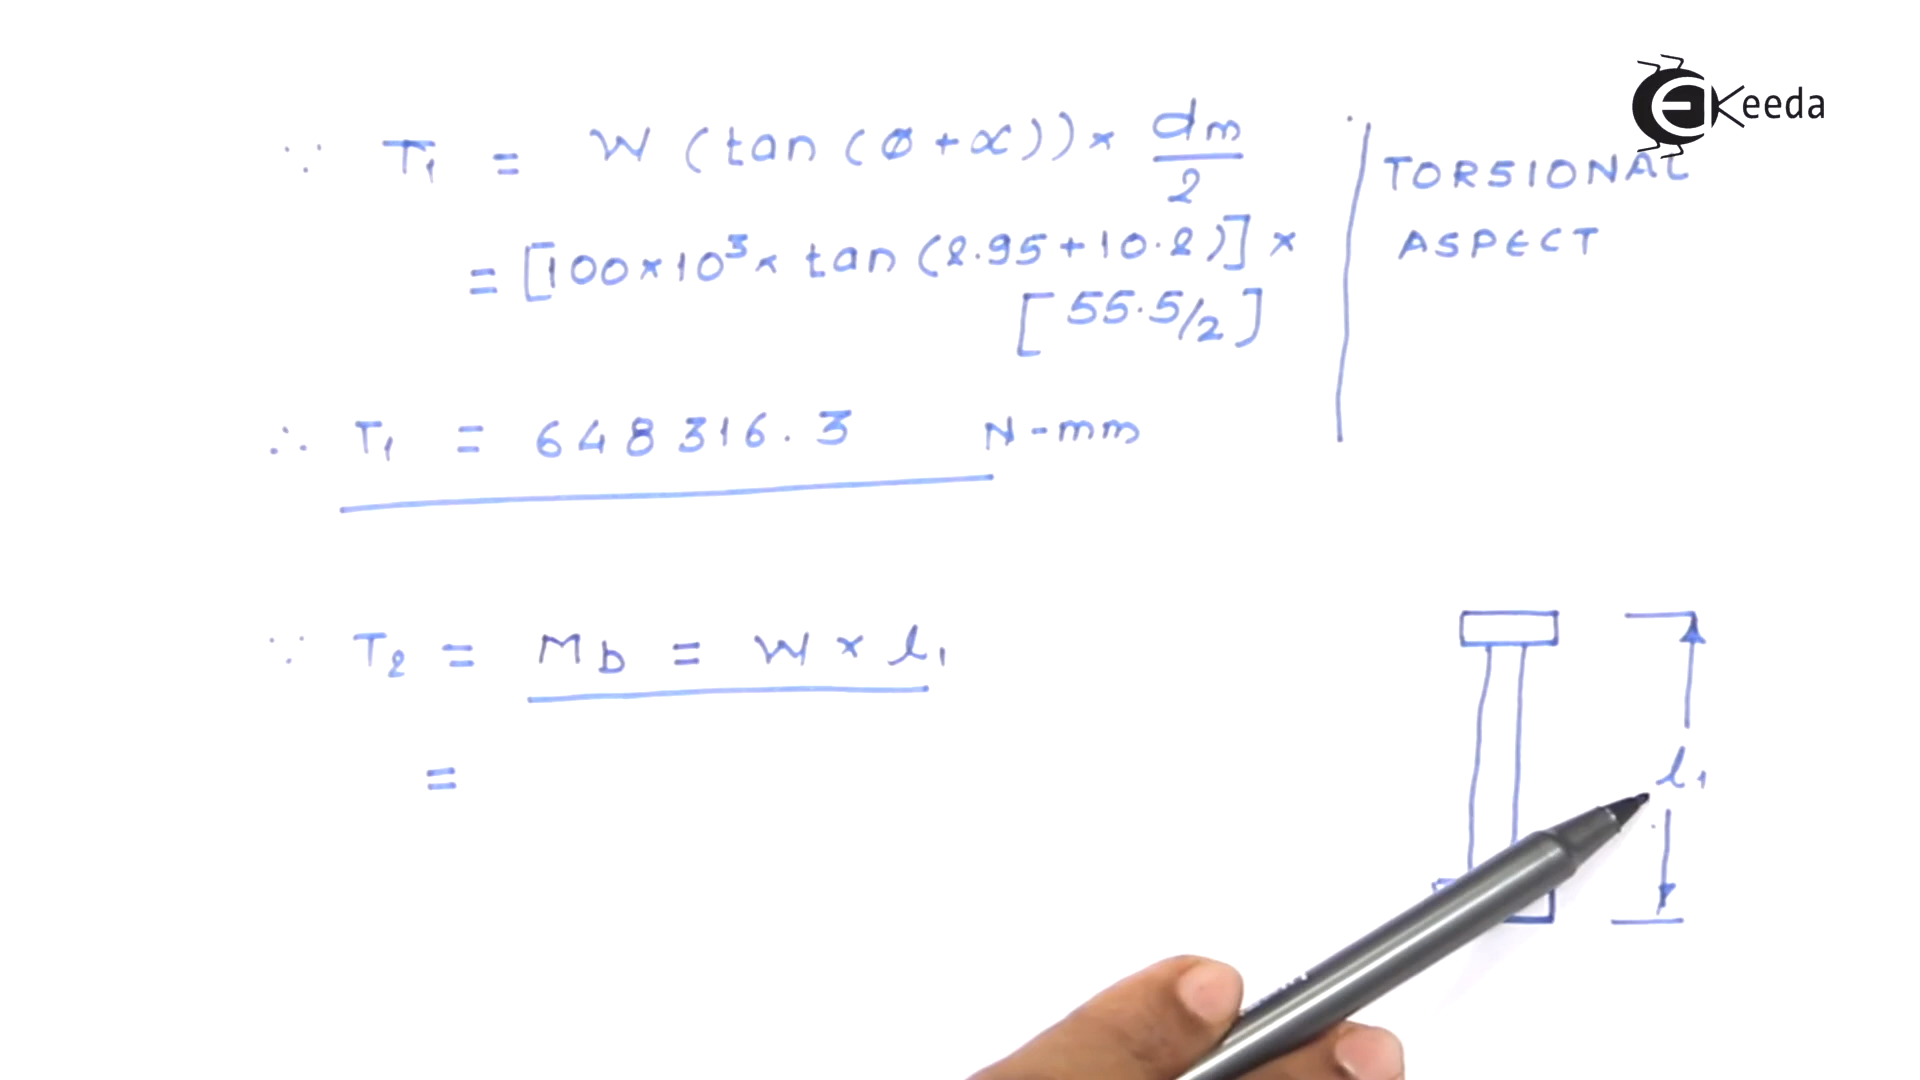 EKeeda
∵ T₁ = W (tan (ø + α)) × dm/2
TORSIONAL
ASPECT
= [100 × 10³ × tan (2.95 + 10.2)] ×
[55.5/2]
∴ T₁ = 648316.3 N-mm
∵ T₂ = Mb = W × l₁
=
l₁